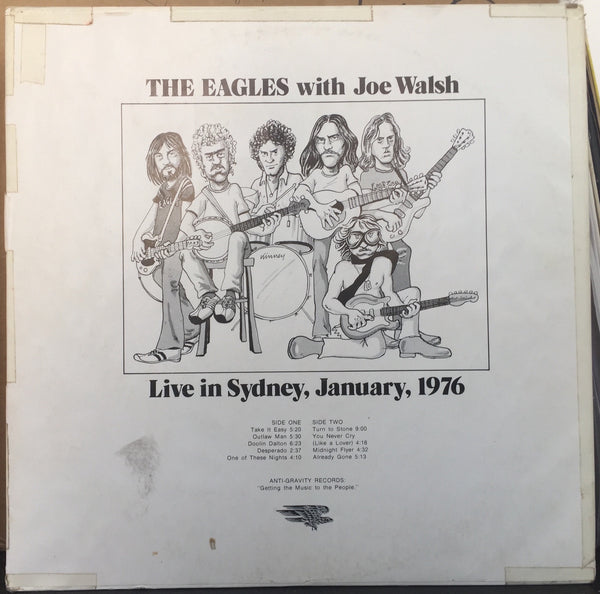 THE EAGLES with Joe Walsh
Live in Sydney, January, 1976
SIDE ONE
Take It Easy 5:20
Outlaw Man 5:30
Doolin Dalton 6:23
Desperado 2:37
One of These Nights 4:10
SIDE TWO
Turn to Stone 9:00
You Never Cry
(Like a Lover) 4:18
Midnight Flyer 4:32
Already Gone 5:13
ANTI-GRAVITY RECORDS:
"Getting the Music to the People."